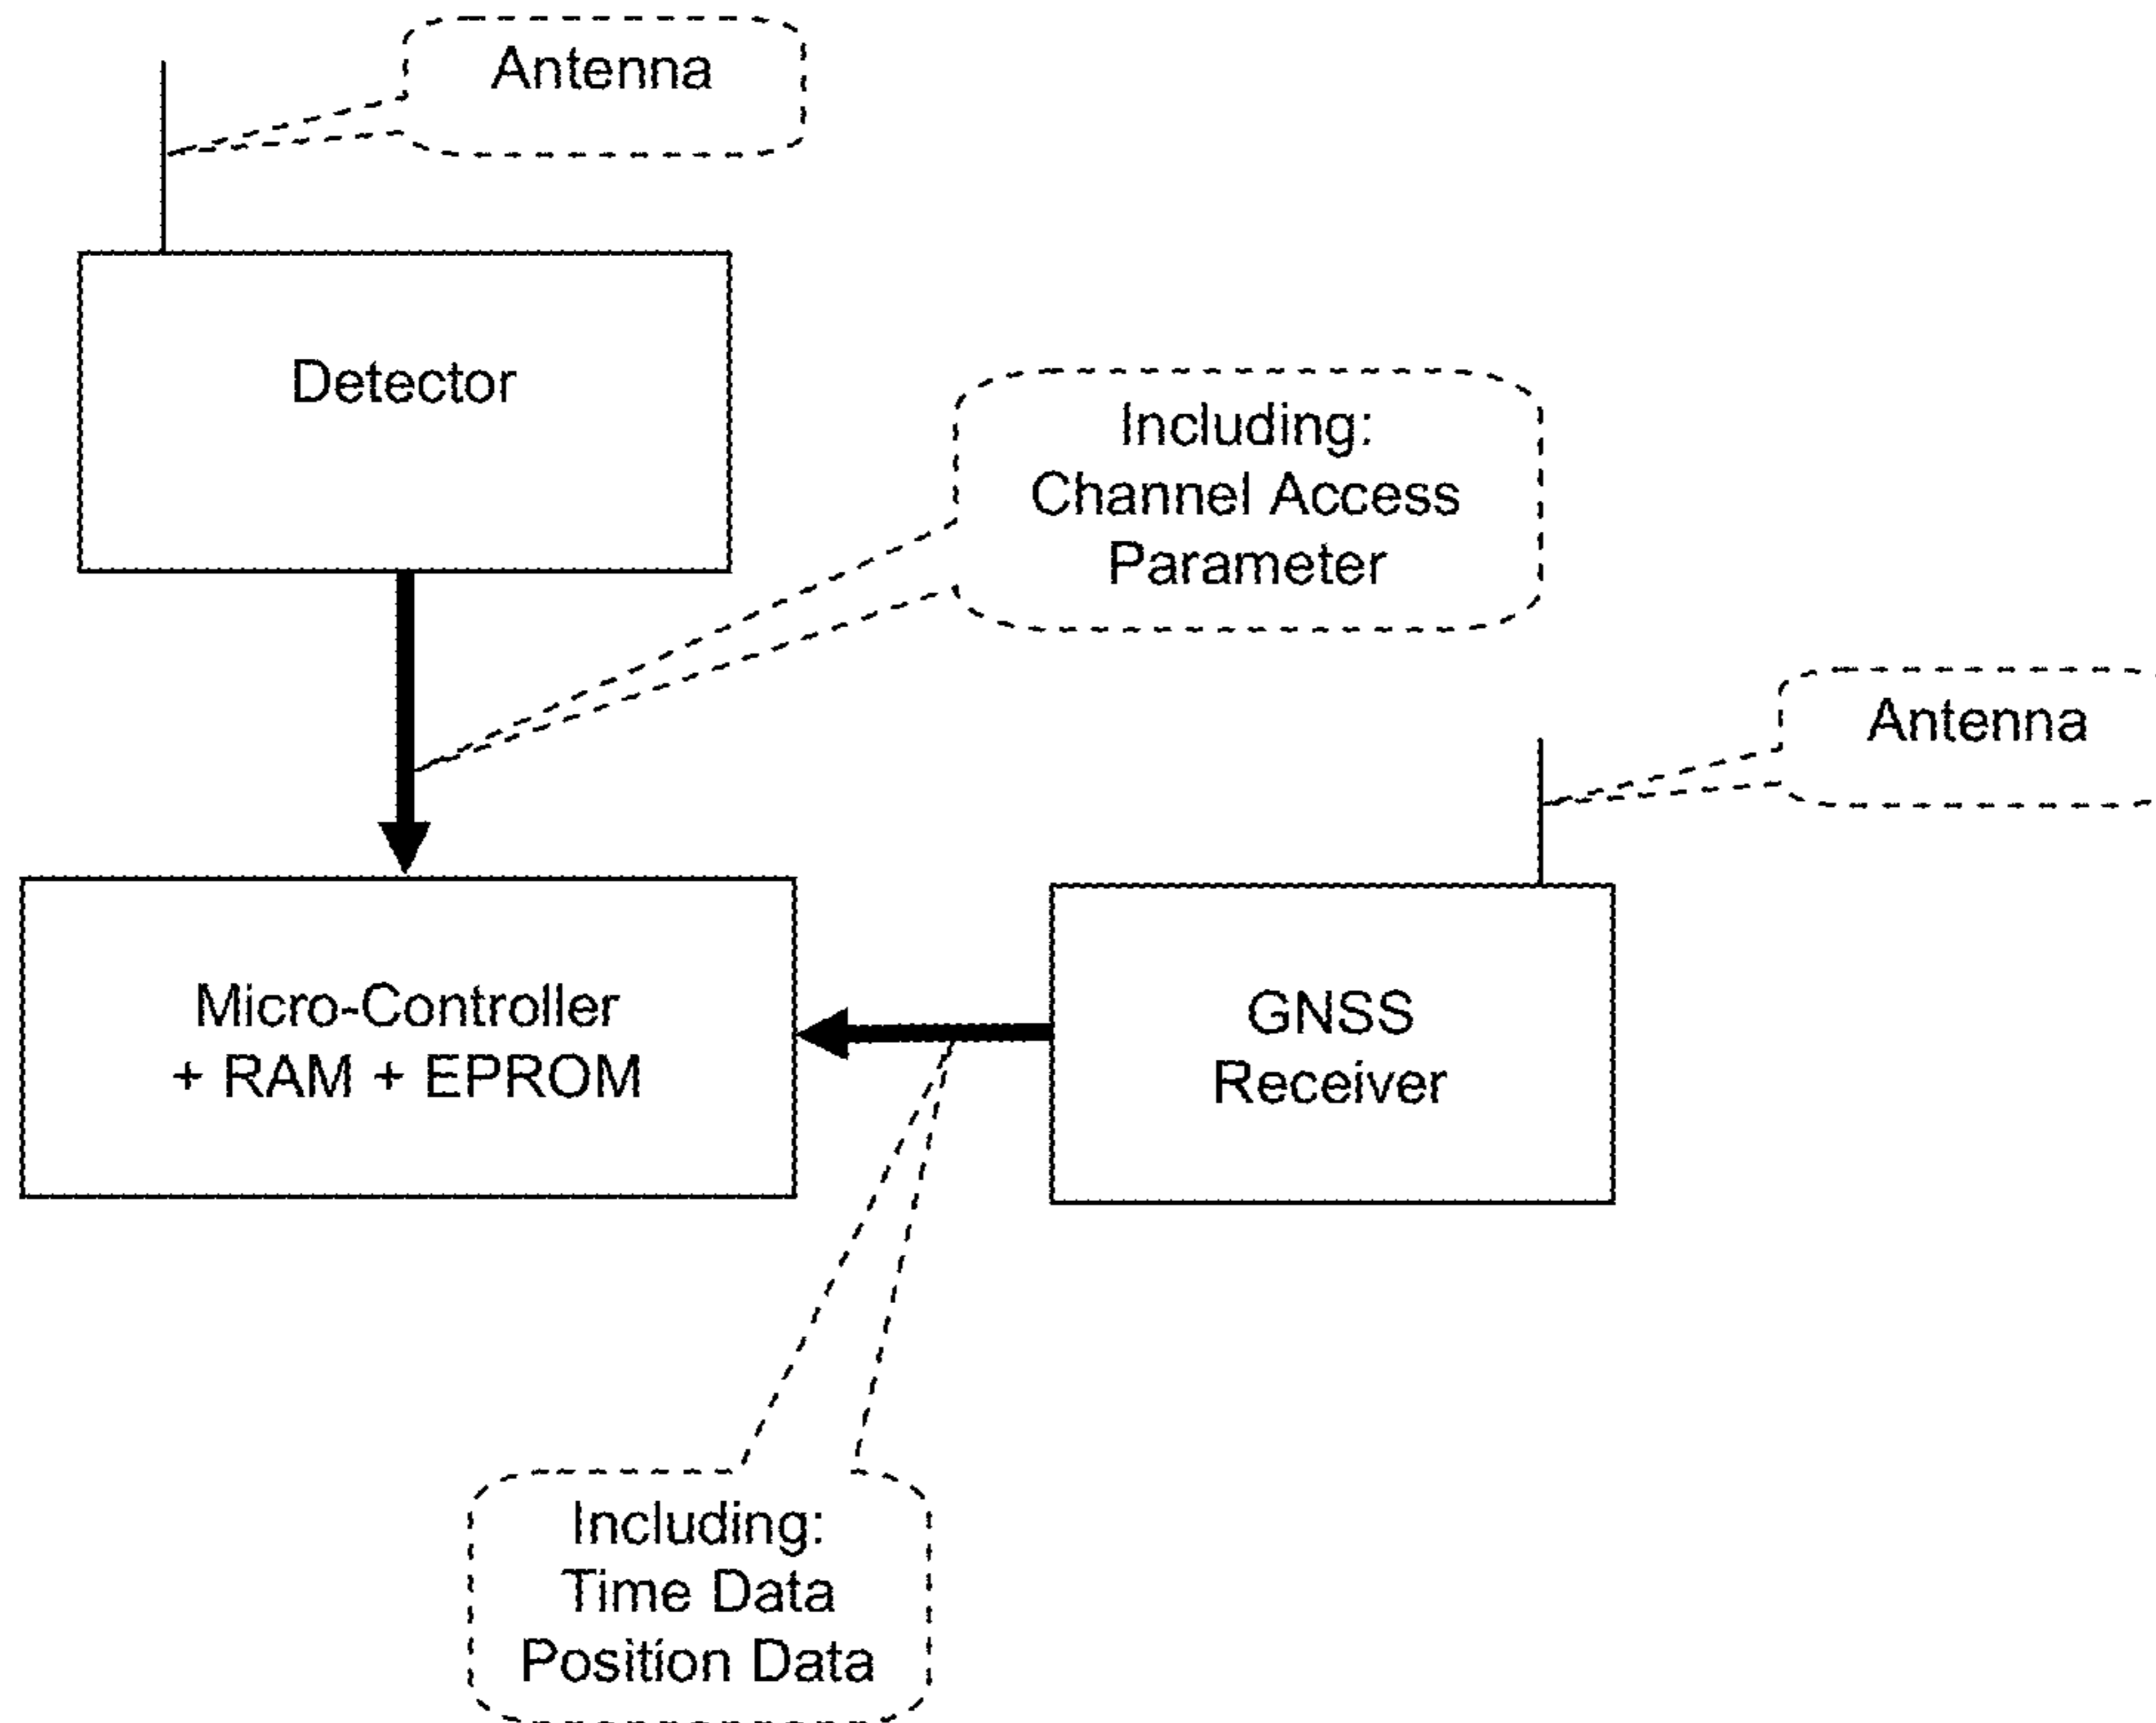 Antenna
Detector
Including:
Channel Access
Parameter
Antenna
Micro-Controller
+ RAM + EPROM
GNSS
Receiver
Including:
Time Data
Position Data